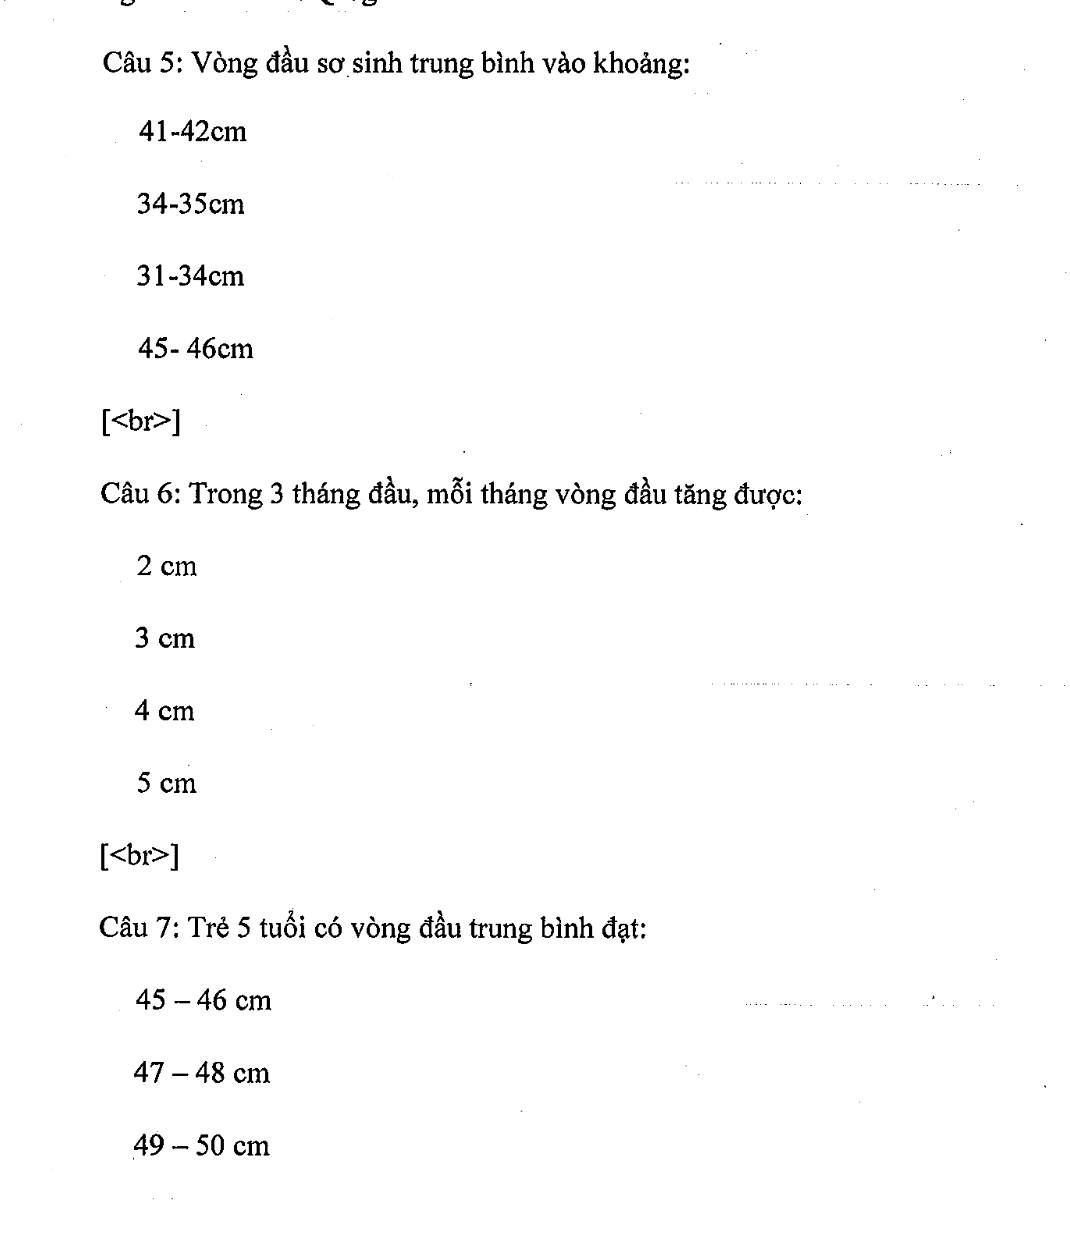 Câu 5: Vòng đầu sơ sinh trung bình vào khoảng:
41-42cm
34-35cm
31-34cm
45- 46cm
[<br>]
Câu 6: Trong 3 tháng đầu, mỗi tháng vòng đầu tăng được:
2 cm
3 cm
4 cm
5 cm
[<br>]
Câu 7: Trẻ 5 tuổi có vòng đầu trung bình đạt:
45 – 46 cm
47 – 48 cm
49 – 50 cm